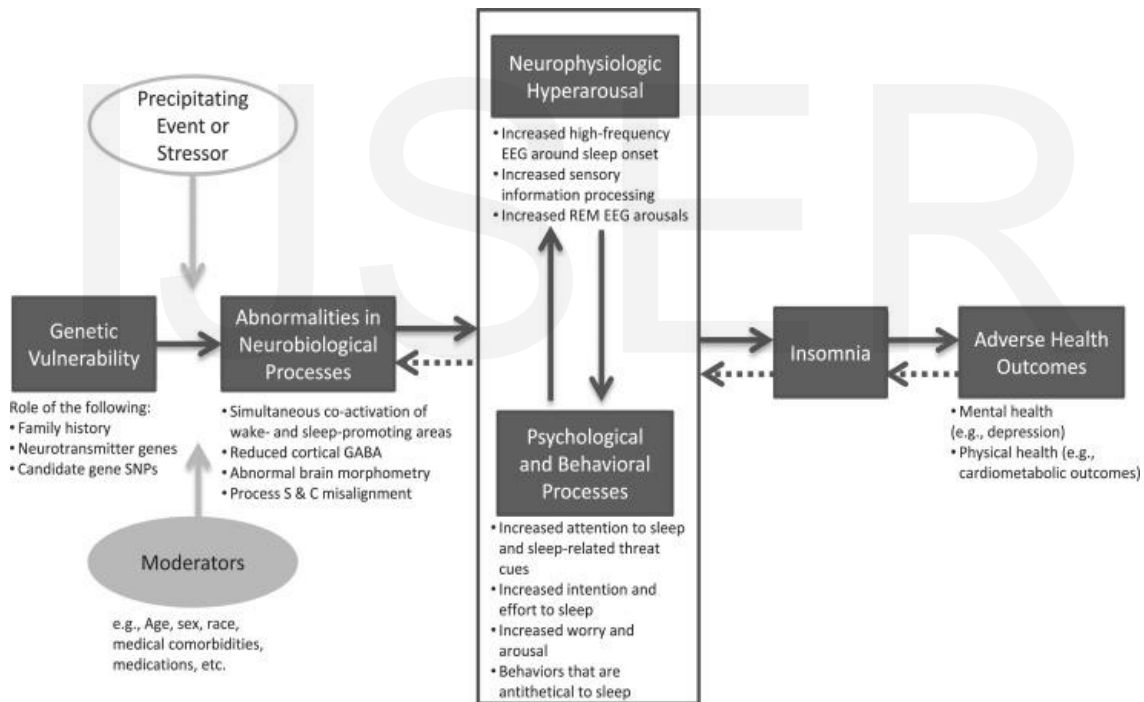 IJSER
Precipitating
Event or
Stressor
Genetic
Vulnerability
Role of the following:
• Family history
• Neurotransmitter genes
• Candidate gene SNPs
Moderators
e.g., Age, sex, race,
medical comorbidities,
medications, etc.
Abnormalities in
Neurobiological
Processes
• Simultaneous co-activation of
wake- and sleep-promoting areas
• Reduced cortical GABA
• Abnormal brain morphometry
• Process S & C misalignment
Neurophysiologic
Hyperarousal
• Increased high-frequency
EEG around sleep onset
• Increased sensory
information processing
• Increased REM EEG arousals
Psychological
and Behavioral
Processes
• Increased attention to sleep
and sleep-related threat
cues
• Increased intention and
effort to sleep
• Increased worry and
arousal
• Behaviors that are
antithetical to sleep
Insomnia
Adverse Health
Outcomes
• Mental health
(e.g., depression)
• Physical health (e.g.,
cardiometabolic outcomes)